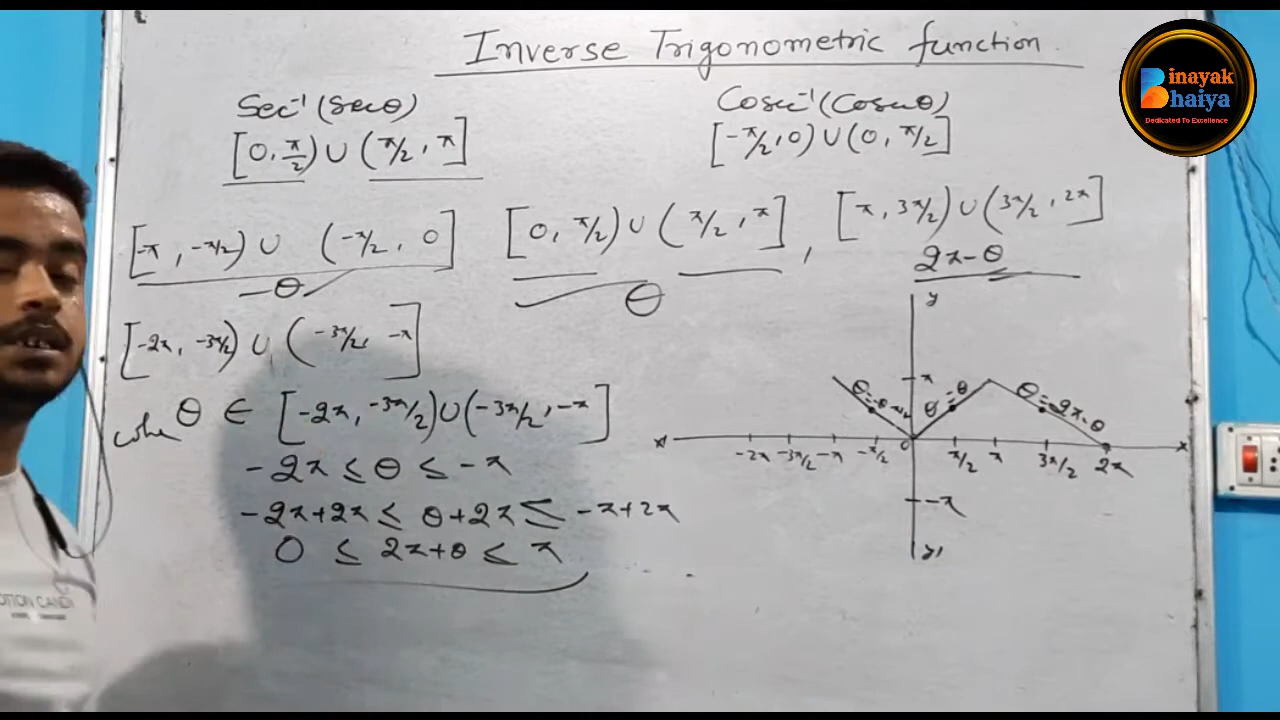 Inverse Trigonometric function
Binayak
Bhaiya
Dedicated To Excellence
Sec⁻¹(Secθ)
Cosec⁻¹(Cosecθ)
[0, π/2) ∪ (π/2, π]
[-π/2, 0) ∪ (0, π/2]
[-π, -π/2) ∪ (-π/2, 0]
[0, π/2) ∪ (π/2, π] ,
[π, 3π/2) ∪ (3π/2, 2π]
-θ
θ
2π-θ
[-2π, -3π/2) ∪ (-3π/2, -π]
when θ ∈ [-2π, -3π/2) ∪ (-3π/2, -π]
-2π ≤ θ ≤ -π
-2π+2π ≤ θ+2π ≤ -π+2π
0 ≤ 2π+θ ≤ π
y
π
θ=2π-θ
-2π -3π/2 -π -π/2 0 π/2 π 3π/2 2π x
-π
y'